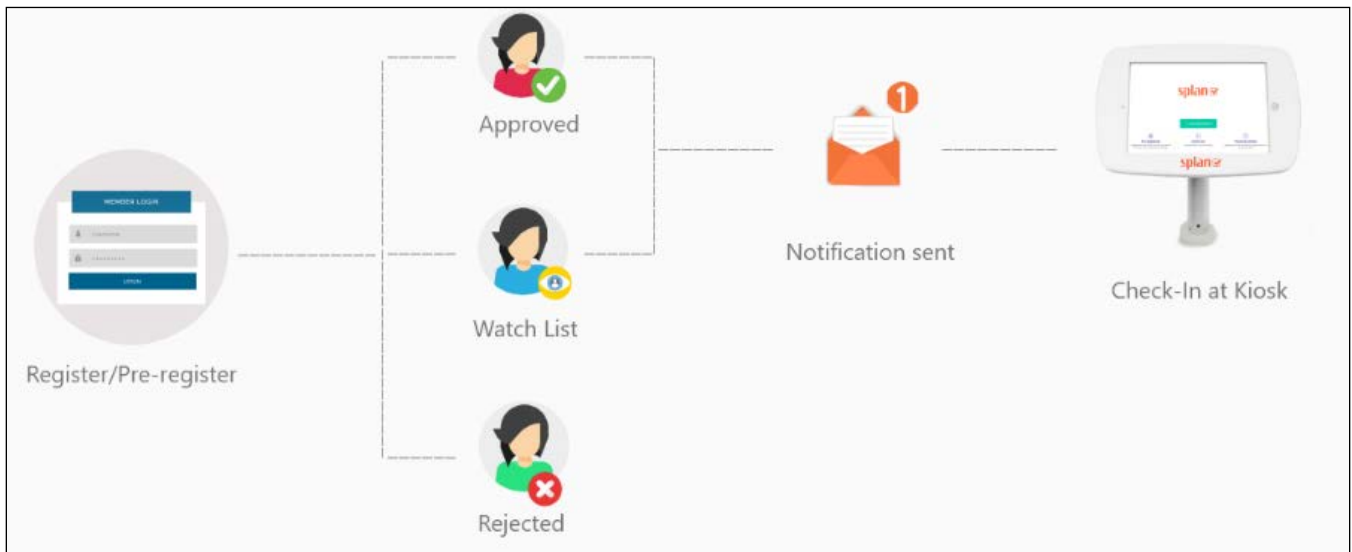 Register/Pre-register
MEMBER LOGIN
LOGIN
Approved
Watch List
Rejected
1
Notification sent
splan
splan
Check-In at Kiosk